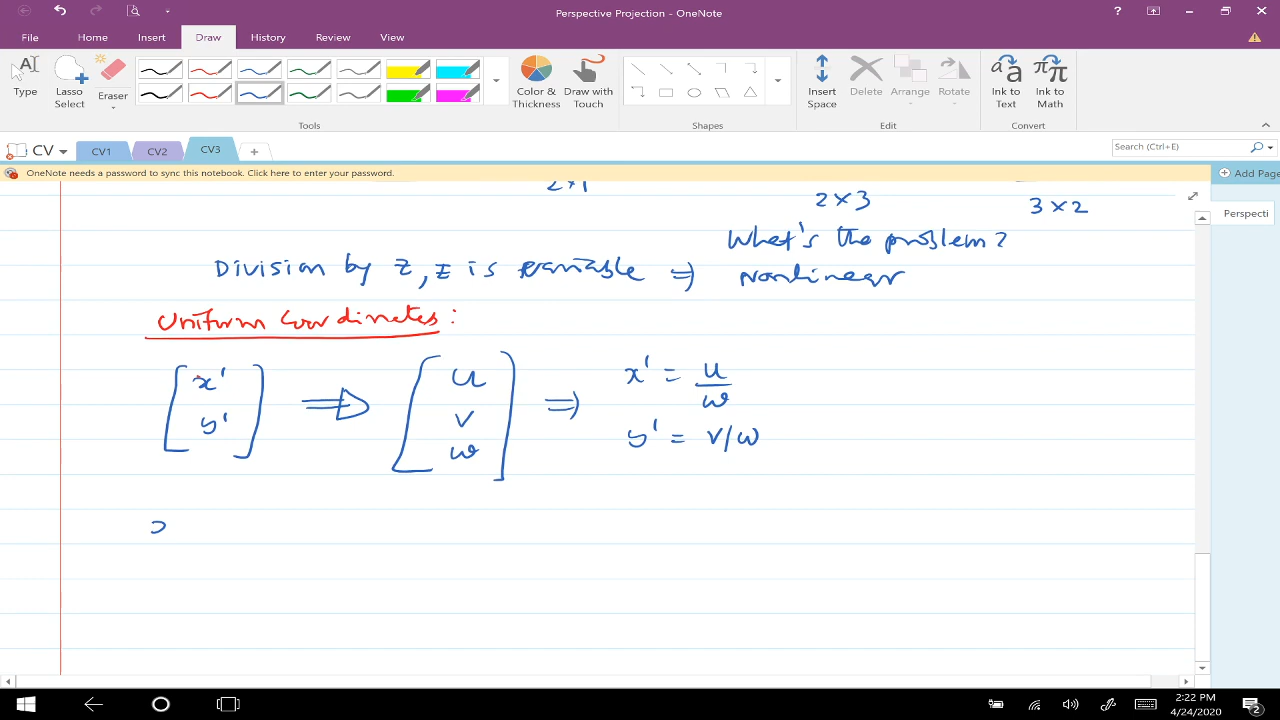 Perspective Projection - OneNote
File Home Insert Draw History Review View
Type Lasso Select Eraser Color & Thickness Draw with Touch Insert Space Delete Arrange Rotate Ink to Text Ink to Math
Tools Shapes Edit Convert
CV CV1 CV2 CV3 Search (Ctrl+E)
OneNote needs a password to sync this notebook. Click here to enter your password. Add Page
Perspecti
2×1 2×3 3×2
What's the problem?
Division by z, z is variable ⇒ nonlinear
Uniform Coordinates:
[x' y'] ⇒ [u v w] ⇒ x' = u/w
y' = v/w
2:22 PM
4/24/2020
2